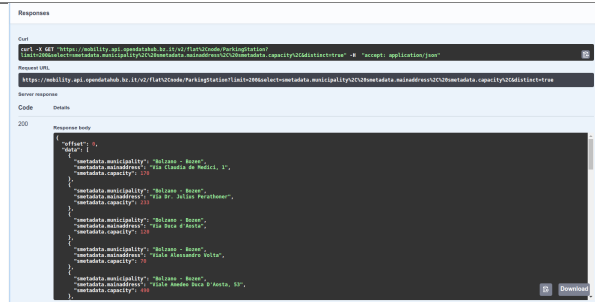 Responses
Curl
curl -X GET "https://mobility.api.opendatahub.bz.it/v2/flat%2Cnode/ParkingStation?
limit=200&select=smetadata.municipality%2C%20smetadata.mainaddress%2C%20smetadata.capacity%2C&distinct=true" -H "accept: application/json"
Request URL
https://mobility.api.opendatahub.bz.it/v2/flat%2Cnode/ParkingStation?limit=200&select=smetadata.municipality%2C%20smetadata.mainaddress%2C%20smetadata.capacity%2C&distinct=true
Server response
Code Details
200
Response body
{
"offset": 0,
"data": [
{
"smetadata.municipality": "Bolzano - Bozen",
"smetadata.mainaddress": "Via Claudia de Medici, 1",
"smetadata.capacity": 170
},
{
"smetadata.municipality": "Bolzano - Bozen",
"smetadata.mainaddress": "Via Dr. Julius Perathoner",
"smetadata.capacity": 233
},
{
"smetadata.municipality": "Bolzano - Bozen",
"smetadata.mainaddress": "Via Duca d'Aosta",
"smetadata.capacity": 120
},
{
"smetadata.municipality": "Bolzano - Bozen",
"smetadata.mainaddress": "Viale Alessandro Volta",
"smetadata.capacity": 70
},
{
"smetadata.municipality": "Bolzano - Bozen",
"smetadata.mainaddress": "Viale Amedeo Duca D'Aosta, 53",
"smetadata.capacity":
},
Download